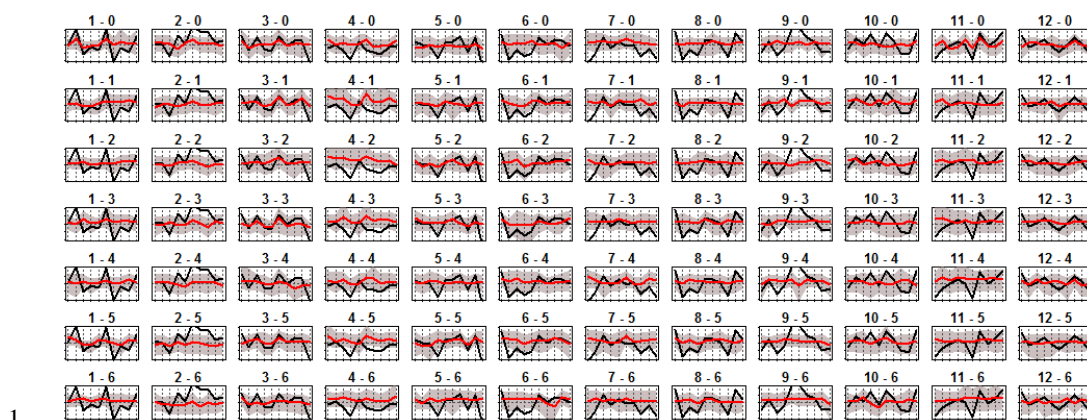 1 - 0 2 - 0 3 - 0 4 - 0 5 - 0 6 - 0 7 - 0 8 - 0 9 - 0 10 - 0 11 - 0 12 - 0
1 - 1 2 - 1 3 - 1 4 - 1 5 - 1 6 - 1 7 - 1 8 - 1 9 - 1 10 - 1 11 - 1 12 - 1
1 - 2 2 - 2 3 - 2 4 - 2 5 - 2 6 - 2 7 - 2 8 - 2 9 - 2 10 - 2 11 - 2 12 - 2
1 - 3 2 - 3 3 - 3 4 - 3 5 - 3 6 - 3 7 - 3 8 - 3 9 - 3 10 - 3 11 - 3 12 - 3
1 - 4 2 - 4 3 - 4 4 - 4 5 - 4 6 - 4 7 - 4 8 - 4 9 - 4 10 - 4 11 - 4 12 - 4
1 - 5 2 - 5 3 - 5 4 - 5 5 - 5 6 - 5 7 - 5 8 - 5 9 - 5 10 - 5 11 - 5 12 - 5
1 - 6 2 - 6 3 - 6 4 - 6 5 - 6 6 - 6 7 - 6 8 - 6 9 - 6 10 - 6 11 - 6 12 - 6
1